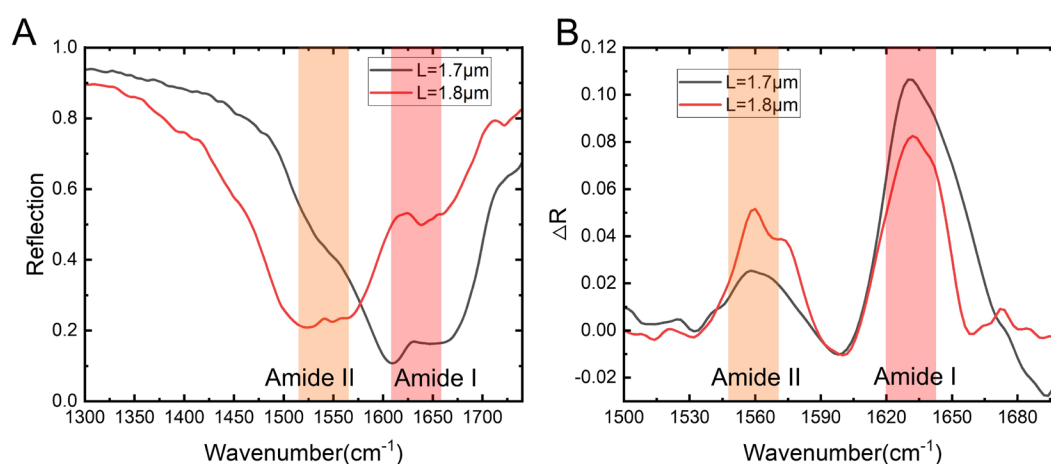 A
1.0
0.8
0.6
0.4
0.2
0.0
Reflection
L=1.7μm
L=1.8μm
Amide II
Amide I
1300 1350 1400 1450 1500 1550 1600 1650 1700
Wavenumber(cm⁻¹)
B
0.12
0.10
0.08
0.06
0.04
0.02
0.00
-0.02
△R
L=1.7μm
L=1.8μm
Amide II
Amide I
1500 1530 1560 1590 1620 1650 1680
Wavenumber(cm⁻¹)